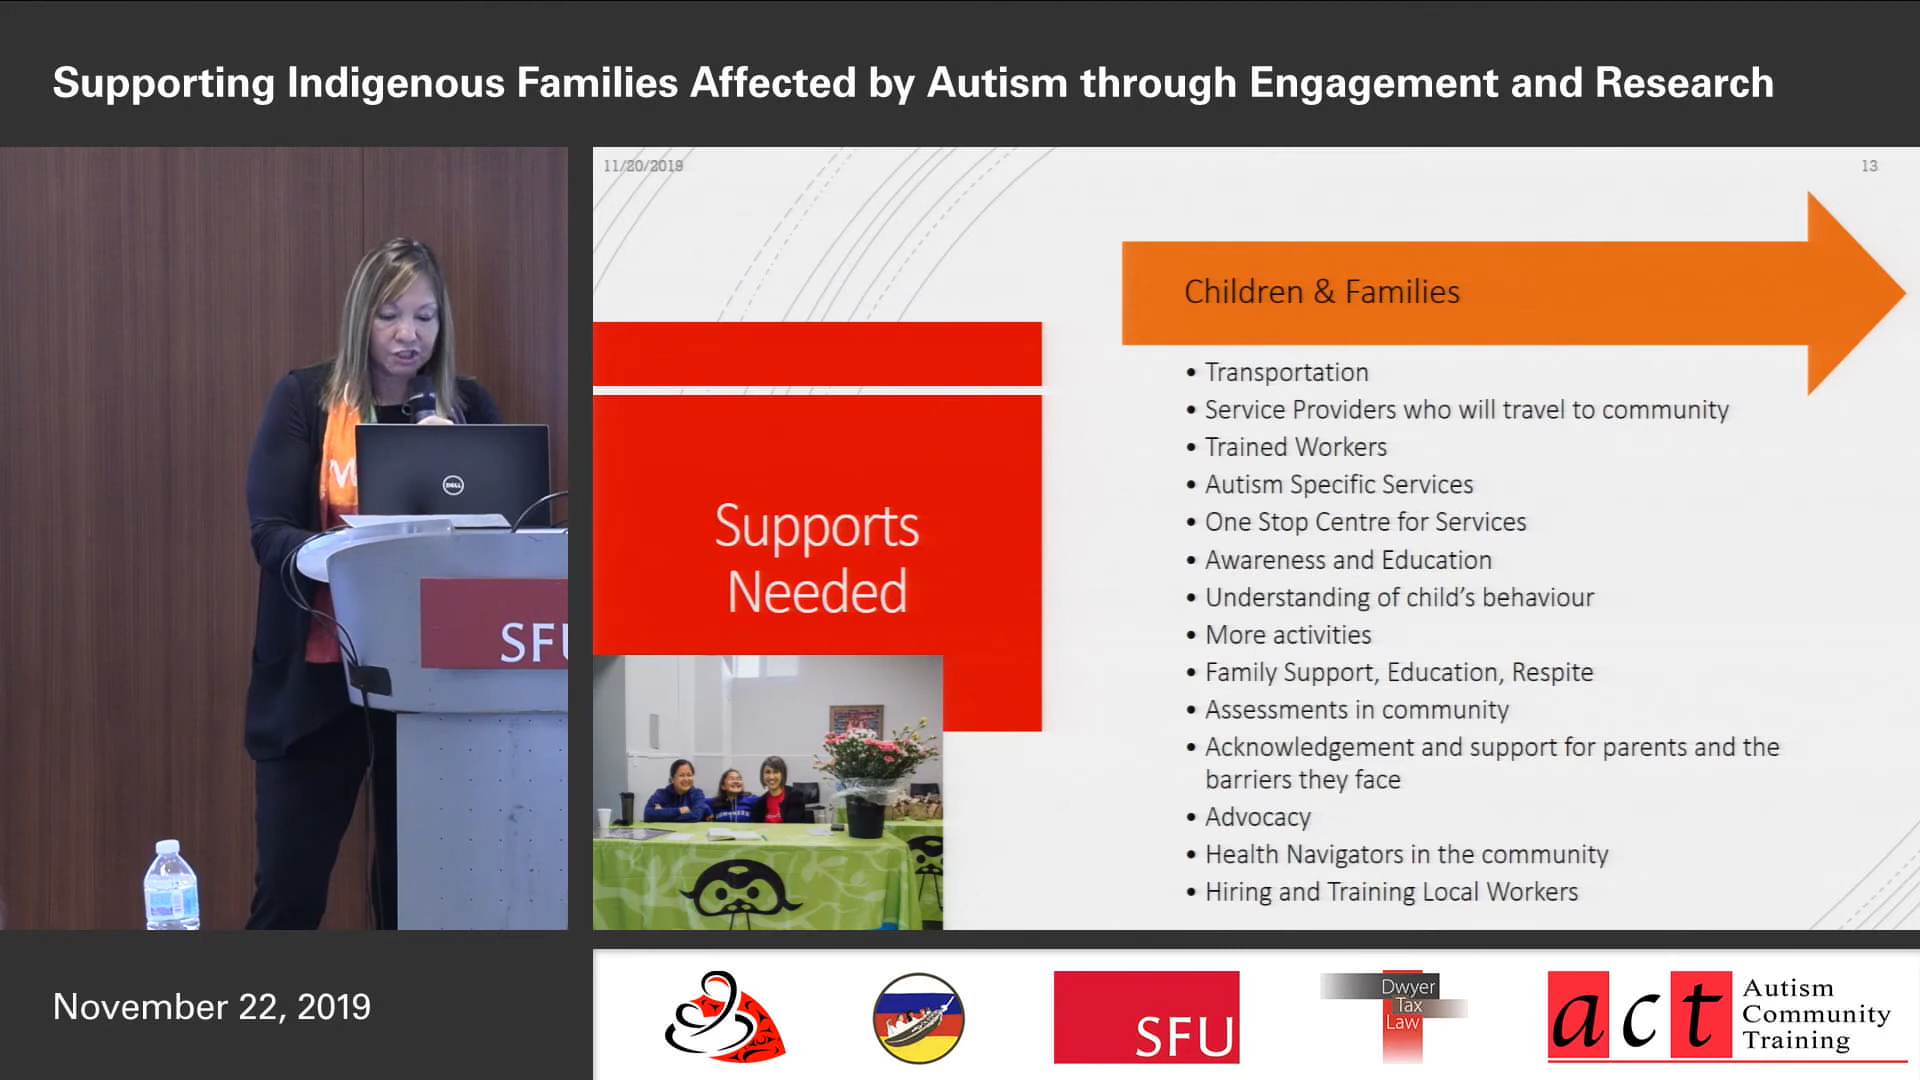 Supporting Indigenous Families Affected by Autism through Engagement and Research
11/20/2019
13
Children & Families
Supports
Needed
• Transportation
• Service Providers who will travel to community
• Trained Workers
• Autism Specific Services
• One Stop Centre for Services
• Awareness and Education
• Understanding of child’s behaviour
• More activities
• Family Support, Education, Respite
• Assessments in community
• Acknowledgement and support for parents and the
barriers they face
• Advocacy
• Health Navigators in the community
• Hiring and Training Local Workers
DELL
SFU
November 22, 2019
SFU
Dwyer
Tax
Law
act
Autism
Community
Training